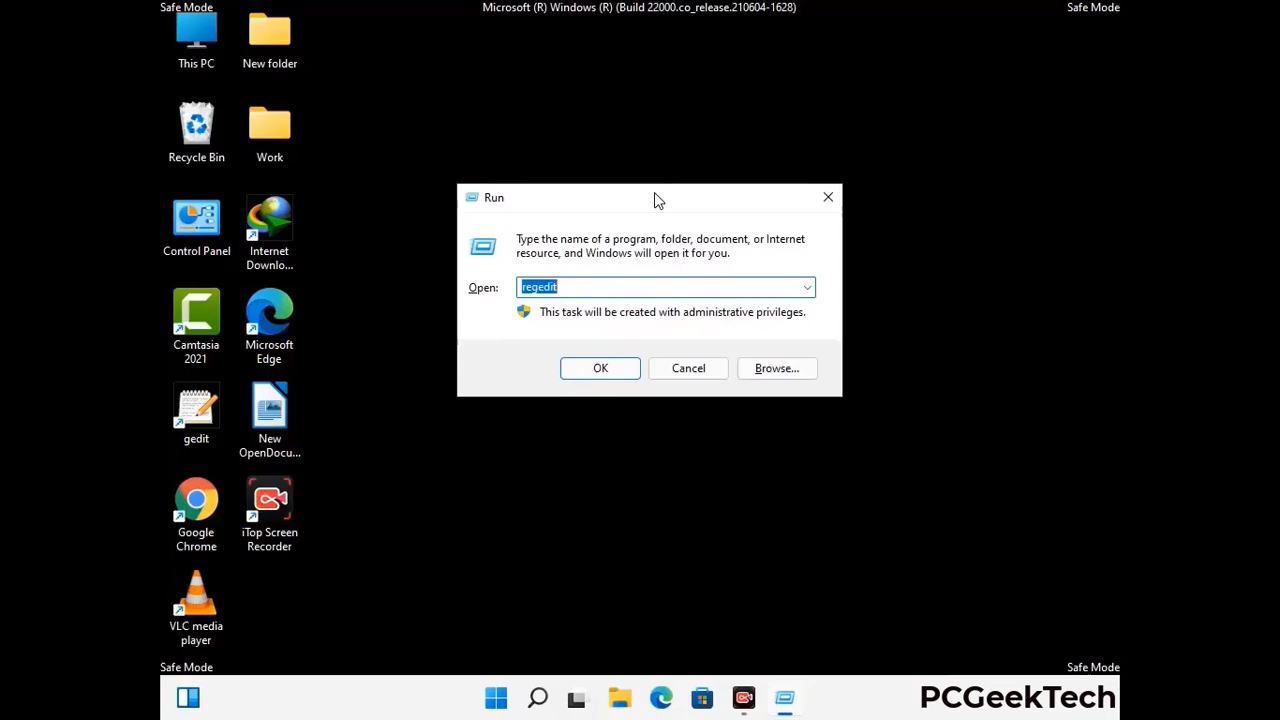 Safe Mode
Microsoft (R) Windows (R) (Build 22000.co_release.210604-1628)
Safe Mode
This PC
New folder
Recycle Bin
Work
Control Panel
Internet
Downlo...
Camtasia
2021
Microsoft
Edge
gedit
New
OpenDocu...
Google
Chrome
iTop Screen
Recorder
VLC media
player
Run
Type the name of a program, folder, document, or Internet
resource, and Windows will open it for you.
Open:
regedit
This task will be created with administrative privileges.
OK
Cancel
Browse...
Safe Mode
Safe Mode
PCGeekTech